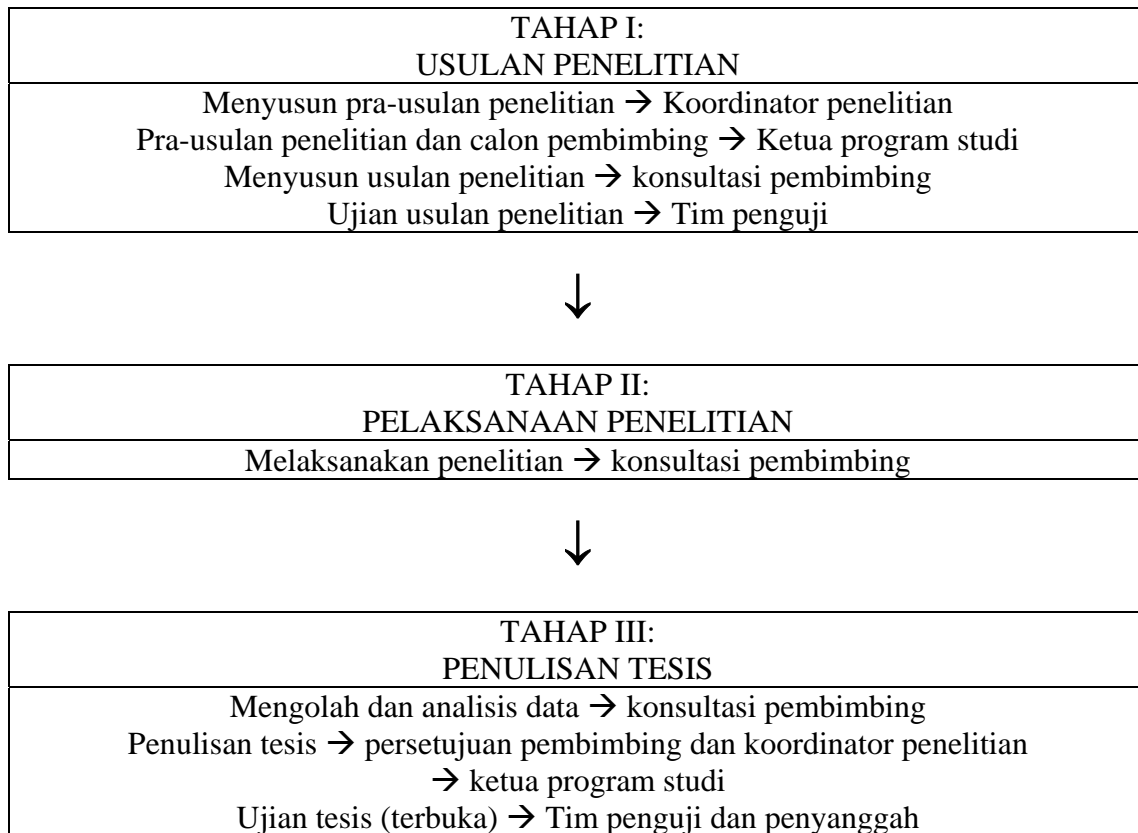 TAHAP I:
USULAN PENELITIAN
Menyusun pra-usulan penelitian → Koordinator penelitian
Pra-usulan penelitian dan calon pembimbing → Ketua program studi
Menyusun usulan penelitian → konsultasi pembimbing
Ujian usulan penelitian → Tim penguji
↓
TAHAP II:
PELAKSANAAN PENELITIAN
Melaksanakan penelitian → konsultasi pembimbing
↓
TAHAP III:
PENULISAN TESIS
Mengolah dan analisis data → konsultasi pembimbing
Penulisan tesis → persetujuan pembimbing dan koordinator penelitian
→ ketua program studi
Ujian tesis (terbuka) → Tim penguji dan penyanggah